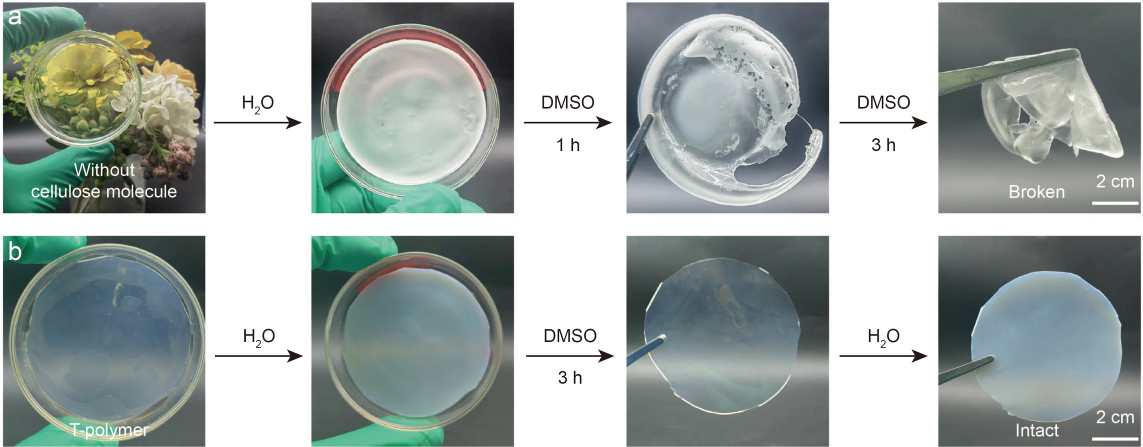 a
Without
cellulose molecule
H₂O
DMSO
1 h
DMSO
3 h
Broken
2 cm
b
T-polymer
H₂O
DMSO
3 h
H₂O
Intact
2 cm